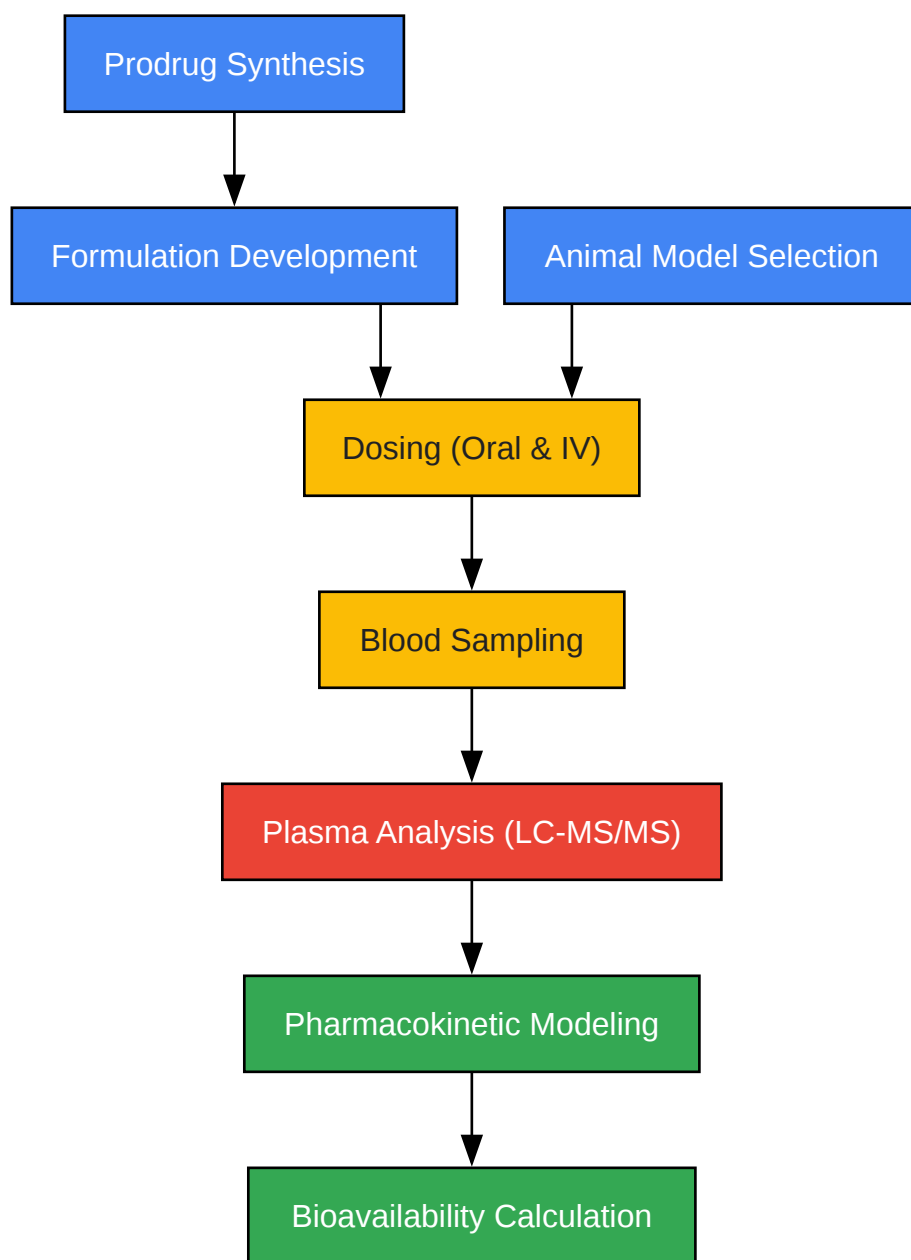 Prodrug Synthesis
Formulation Development
Animal Model Selection
Dosing (Oral & IV)
Blood Sampling
Plasma Analysis (LC-MS/MS)
Pharmacokinetic Modeling
Bioavailability Calculation